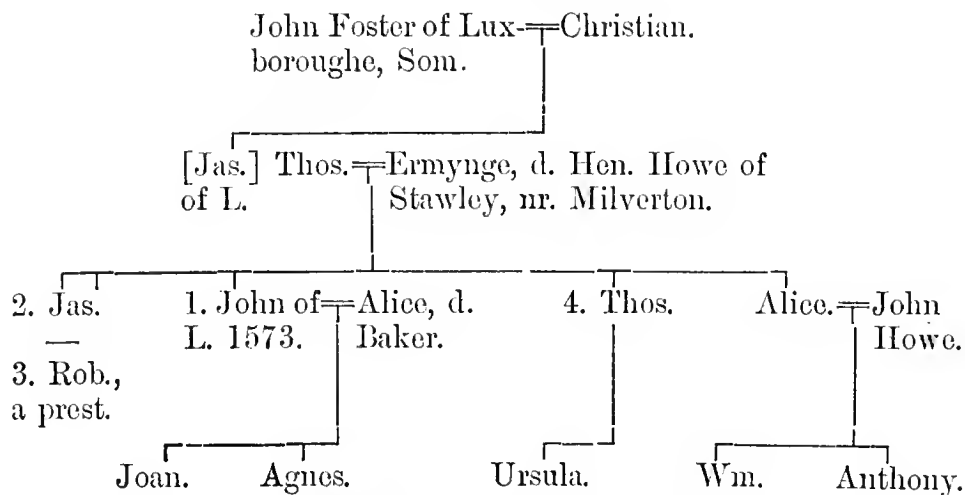 John Foster of Lux-
boroughe, Som.
Christian.
[Jas.] Thos.
of L.
Ermynge, d. Hen. Howe of
Stawley, nr. Milverton.
2. Jas.
—
3. Rob.,
a prest.
1. John of
L. 1573.
Alice, d.
Baker.
4. Thos.
Alice.
John
Howe.
Joan.
Agnes.
Ursula.
Wm.
Anthony.